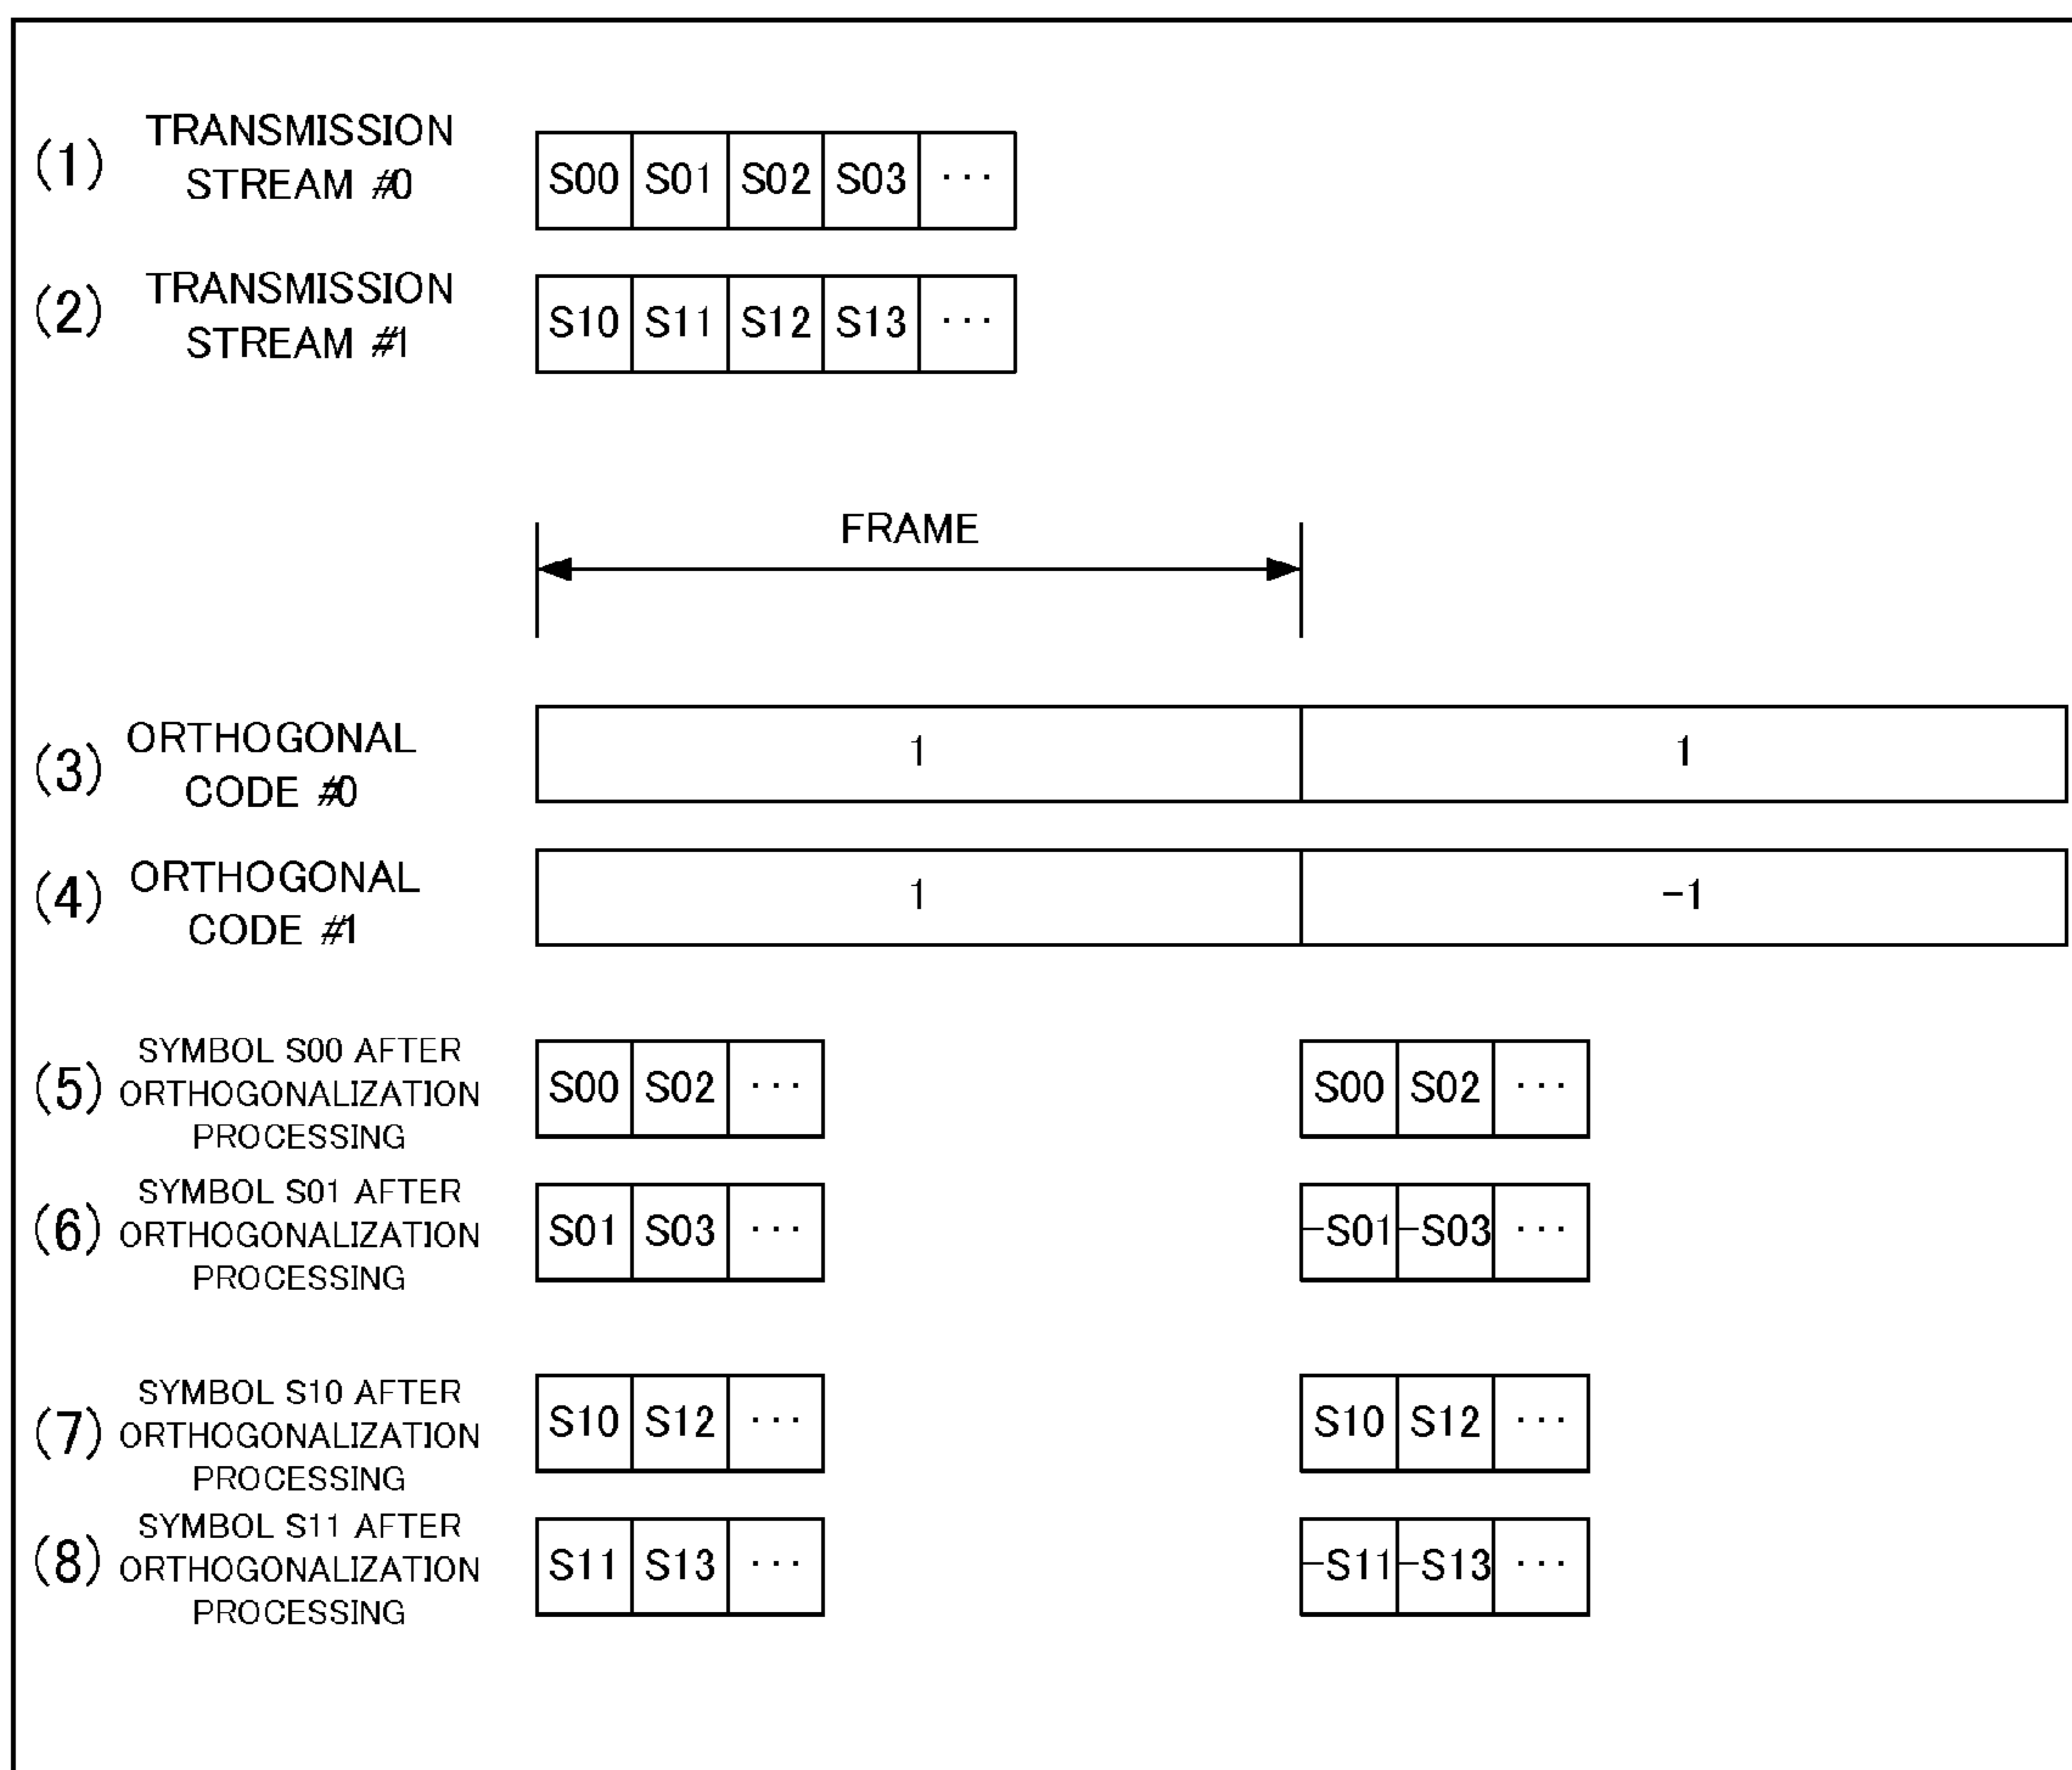 (1) TRANSMISSION
STREAM #0
S00 S01 S02 S03 ···
(2) TRANSMISSION
STREAM #1
S10 S11 S12 S13 ···
FRAME
(3) ORTHOGONAL
CODE #0
1 1
(4) ORTHOGONAL
CODE #1
1 -1
(5) SYMBOL S00 AFTER
ORTHOGONALIZATION
PROCESSING
S00 S02 ··· S00 S02 ···
(6) SYMBOL S01 AFTER
ORTHOGONALIZATION
PROCESSING
S01 S03 ··· -S01 -S03 ···
(7) SYMBOL S10 AFTER
ORTHOGONALIZATION
PROCESSING
S10 S12 ··· S10 S12 ···
(8) SYMBOL S11 AFTER
ORTHOGONALIZATION
PROCESSING
S11 S13 ··· -S11 -S13 ···